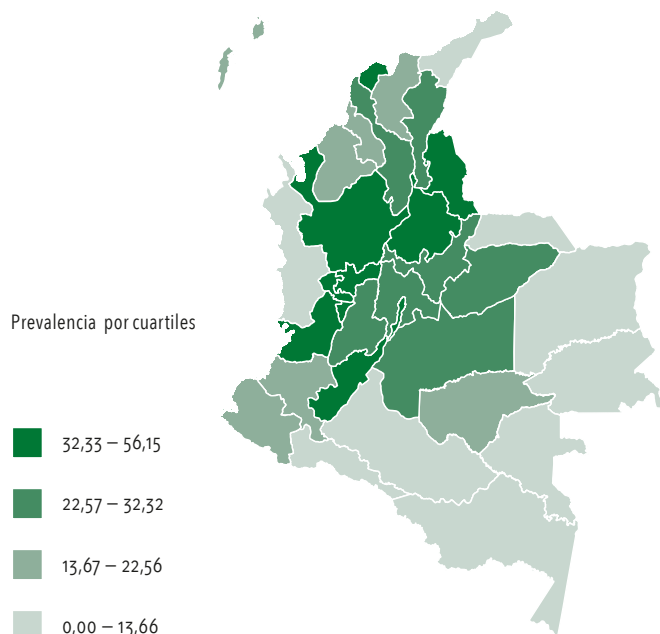 Prevalencia por cuartiles
32,33 – 56,15
22,57 – 32,32
13,67 – 22,56
0,00 – 13,66